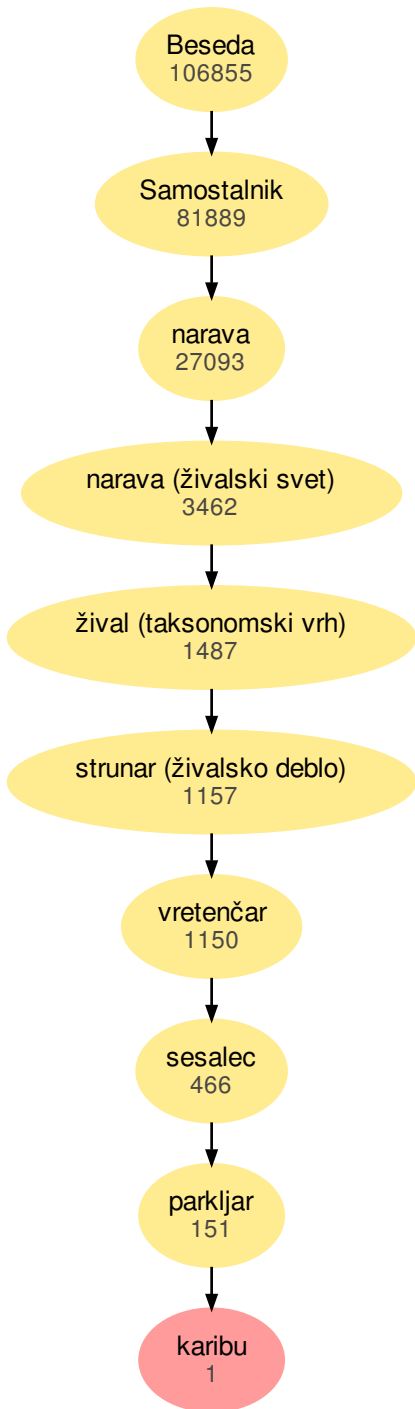 Beseda
106855
Samostalnik
81889
narava
27093
narava (živalski svet)
3462
žival (taksonomski vrh)
1487
strunar (živalsko deblo)
1157
vretenčar
1150
sesalec
466
parkljar
151
karibu
1